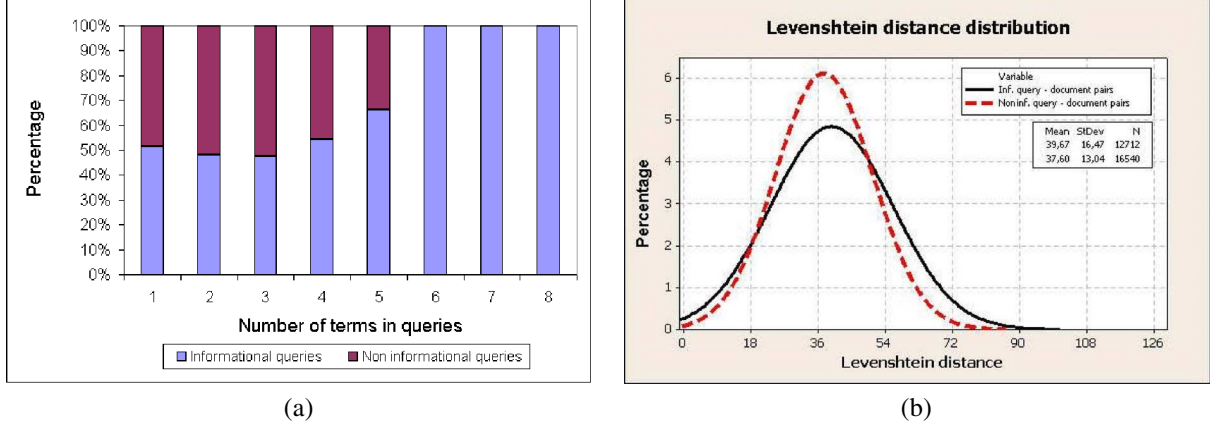 100%
90%
80%
70%
60%
50%
40%
30%
20%
10%
0%
Percentage
1 2 3 4 5 6 7 8
Number of terms in queries
Informational queries Non informational queries
(a)
Levenshtein distance distribution
6
5
4
3
2
1
0
Percentage
Variable
Inf. query - document pairs
Non inf. query - document pairs
Mean StDev N
39,67 16,47 12712
37,60 13,04 16540
0 18 36 54 72 90 108 126
Levenshtein distance
(b)